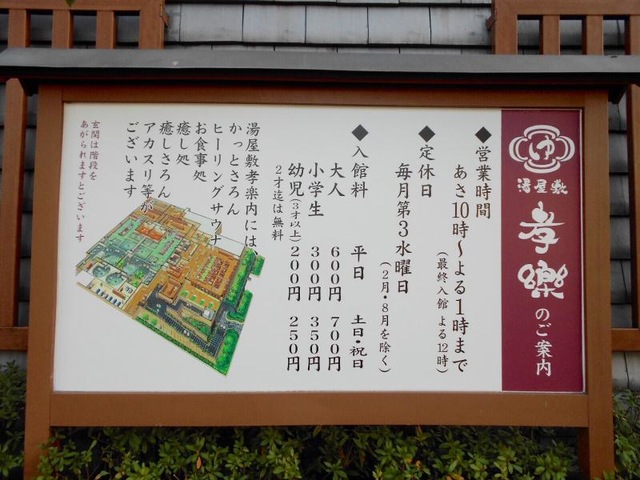 ゆ
湯屋敷
孝楽
のご案内
◆営業時間
あさ10時～よる1時まで
(最終入館 よる12時)
◆定休日
毎月第3水曜日
(2月・8月を除く)
◆入館料 平日 土日・祝日
大人 600円 700円
小学生 300円 350円
幼児(3才以上) 200円 250円
2才迄は無料
湯屋敷孝楽内には
かっとさろん
ヒーリングサウナ
お食事処
癒し処
癒しさろん
アカスリ等が
ございます
玄関は階段を
あがられますとございます